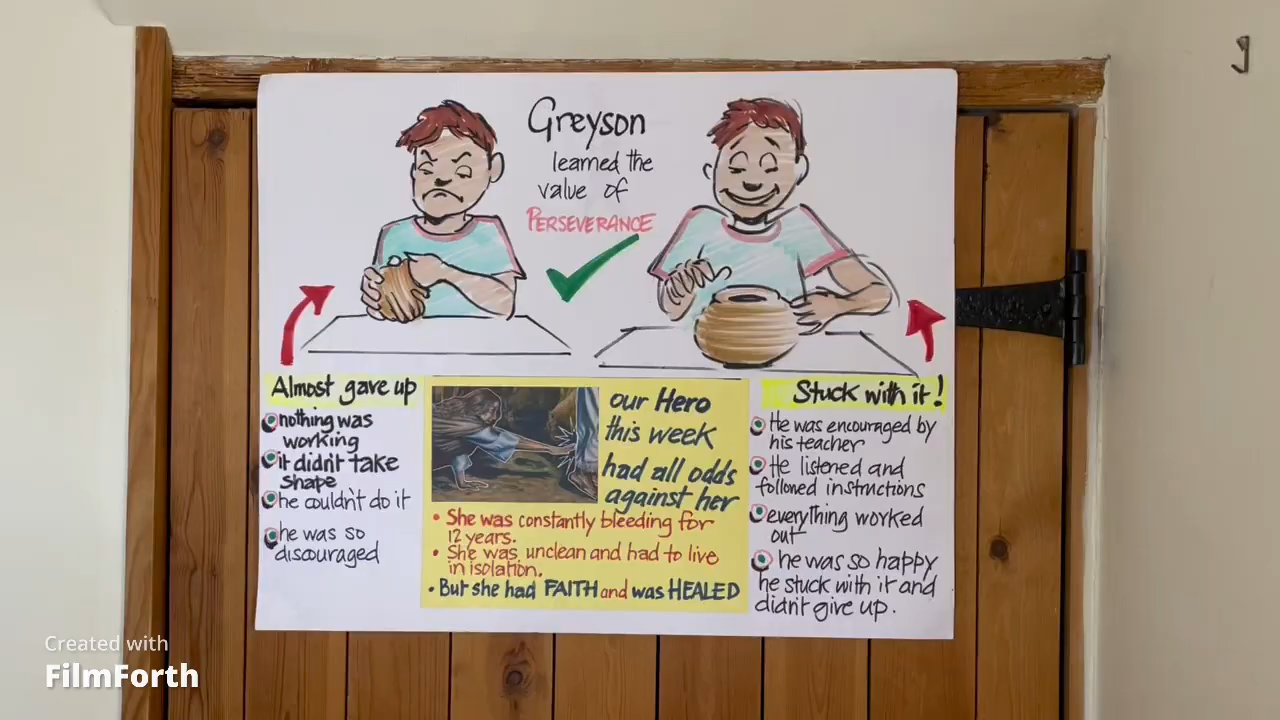 Greyson
learned the
value of
PERSEVERANCE
Almost gave up
nothing was
working
it didn't take
shape
he couldn't do it
he was so
discouraged
our Hero
this week
had all odds
against her
• She was constantly bleeding for
12 years.
• She was unclean and had to live
in isolation.
• But she had FAITH and was HEALED
Stuck with it!
He was encouraged by
his teacher
He listened and
followed instructions
everything worked
out
he was so happy
he stuck with it and
didn't give up.
Created with
FilmForth